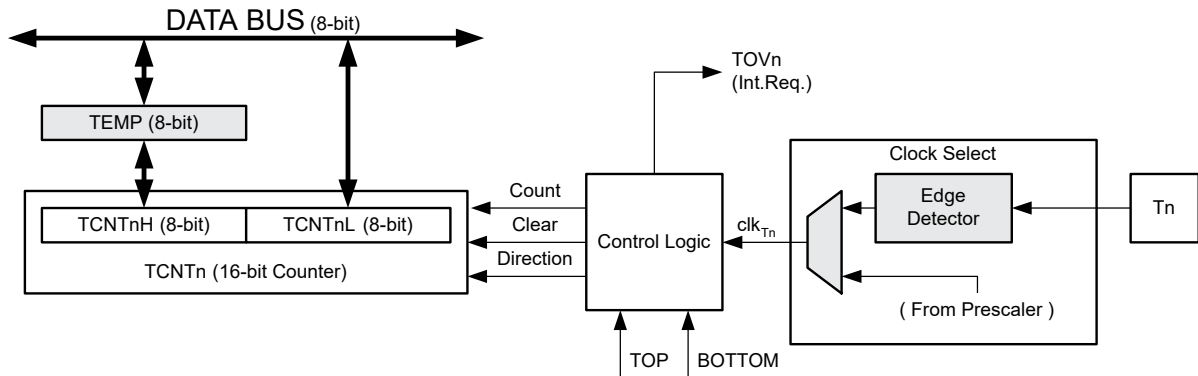 DATA BUS (8-bit)
TOVn
(Int.Req.)
TEMP (8-bit)
Clock Select
Count
Edge
Detector
Tn
TCNTnH (8-bit)
TCNTnL (8-bit)
Clear
Control Logic
clkTn
TCNTn (16-bit Counter)
Direction
( From Prescaler )
TOP
BOTTOM